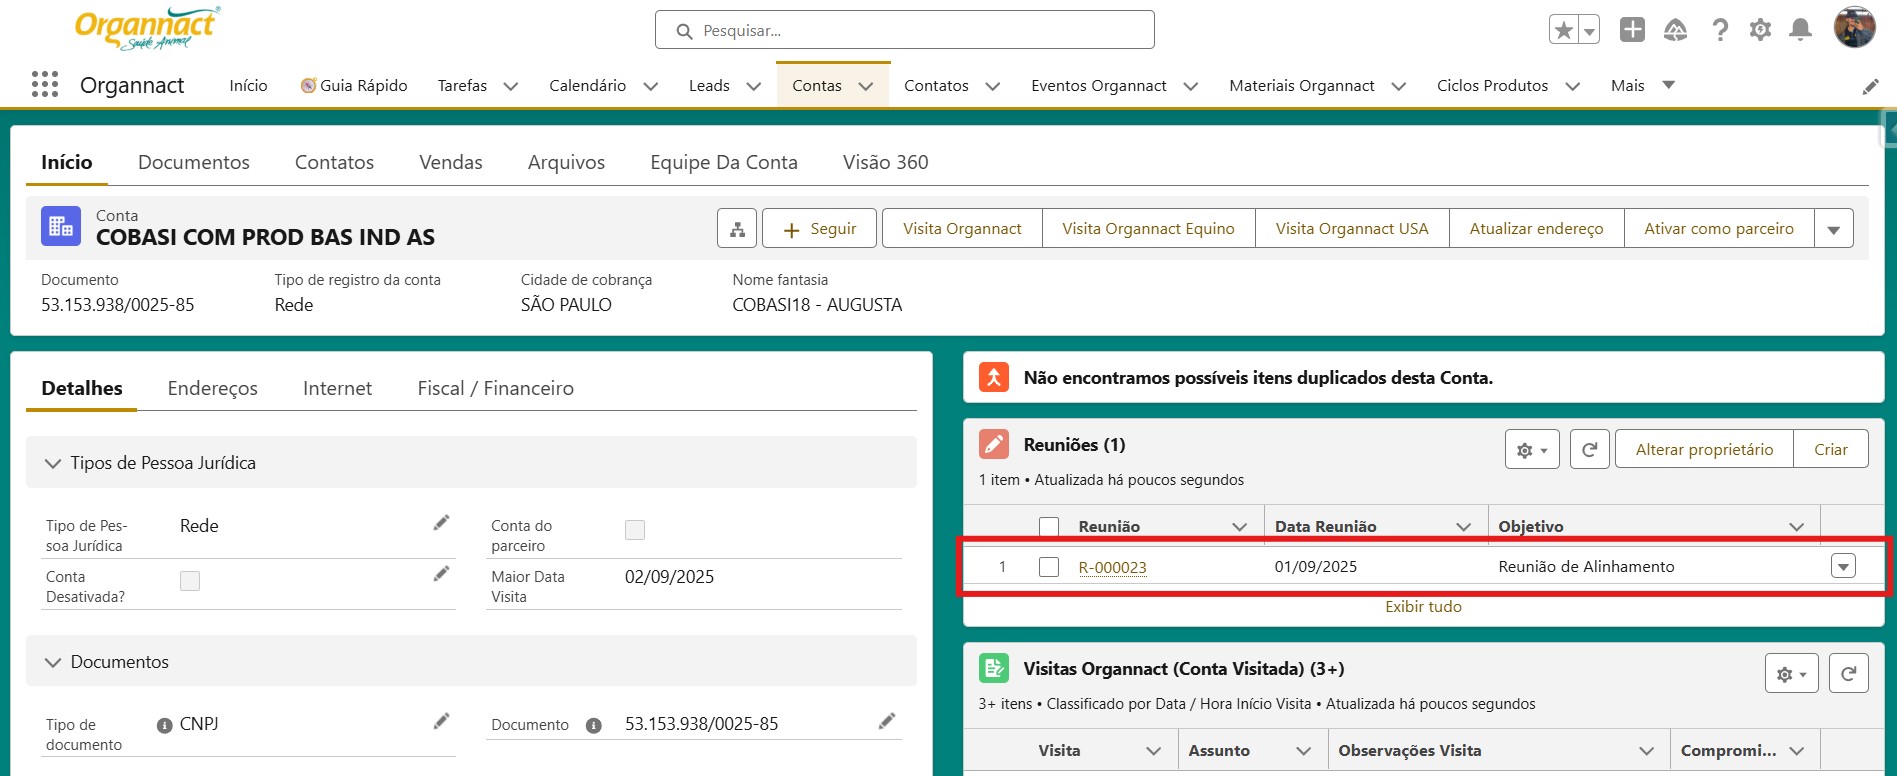 Organnact
Saúde Animal
Pesquisar...
Organnact
Início
Guia Rápido
Tarefas
Calendário
Leads
Contas
Contatos
Eventos Organnact
Materiais Organnact
Ciclos Produtos
Mais
Início
Documentos
Contatos
Vendas
Arquivos
Equipe Da Conta
Visão 360
Conta
COBASI COM PROD BAS IND AS
Seguir
Visita Organnact
Visita Organnact Equino
Visita Organnact USA
Atualizar endereço
Ativar como parceiro
Documento
53.153.938/0025-85
Tipo de registro da conta
Rede
Cidade de cobrança
SÃO PAULO
Nome fantasia
COBASI18 - AUGUSTA
Detalhes
Endereços
Internet
Fiscal / Financeiro
Tipos de Pessoa Jurídica
Tipo de Pes-
soa Jurídica
Rede
Conta do
parceiro
Conta
Desativada?
Maior Data
Visita
02/09/2025
Documentos
Tipo de
documento
CNPJ
Documento
53.153.938/0025-85
Não encontramos possíveis itens duplicados desta Conta.
Reuniões (1)
Alterar proprietário
Criar
1 item • Atualizada há poucos segundos
Reunião
Data Reunião
Objetivo
1
R-000023
01/09/2025
Reunião de Alinhamento
Exibir tudo
Visitas Organnact (Conta Visitada) (3+)
3+ itens • Classificado por Data / Hora Início Visita • Atualizada há poucos segundos
Visita
Assunto
Observações Visita
Compromi...